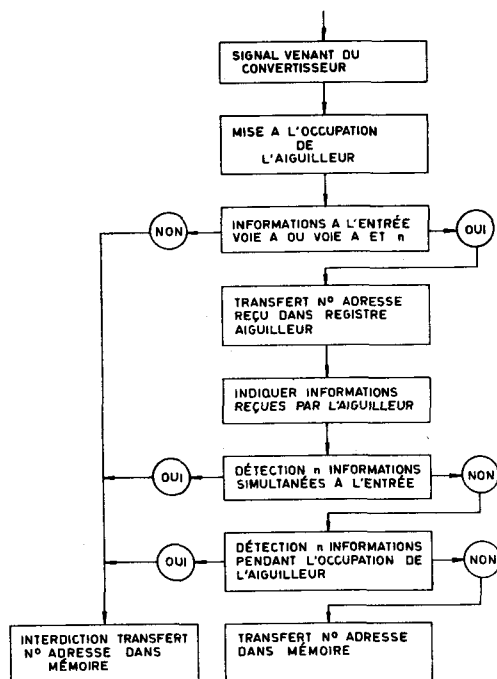 SIGNAL VENANT DU
CONVERTISSEUR
MISE A L'OCCUPATION
DE
L'AIGUILLEUR
NON
INFORMATIONS A L'ENTRÉE
VOIE A OU VOIE A ET n
OUI
TRANSFERT Nº ADRESSE
REÇU DANS REGISTRE
AIGUILLEUR
INDIQUER INFORMATIONS
REÇUES PAR L'AIGUILLEUR
OUI
DÉTECTION n INFORMATIONS
SIMULTANÉES A L'ENTRÉE
NON
OUI
DÉTECTION n INFORMATIONS
PENDANT L'OCCUPATION DE
L'AIGUILLEUR
NON
INTERDICTION TRANSFERT
Nº ADRESSE DANS
MÉMOIRE
TRANSFERT Nº ADRESSE
DANS MÉMOIRE